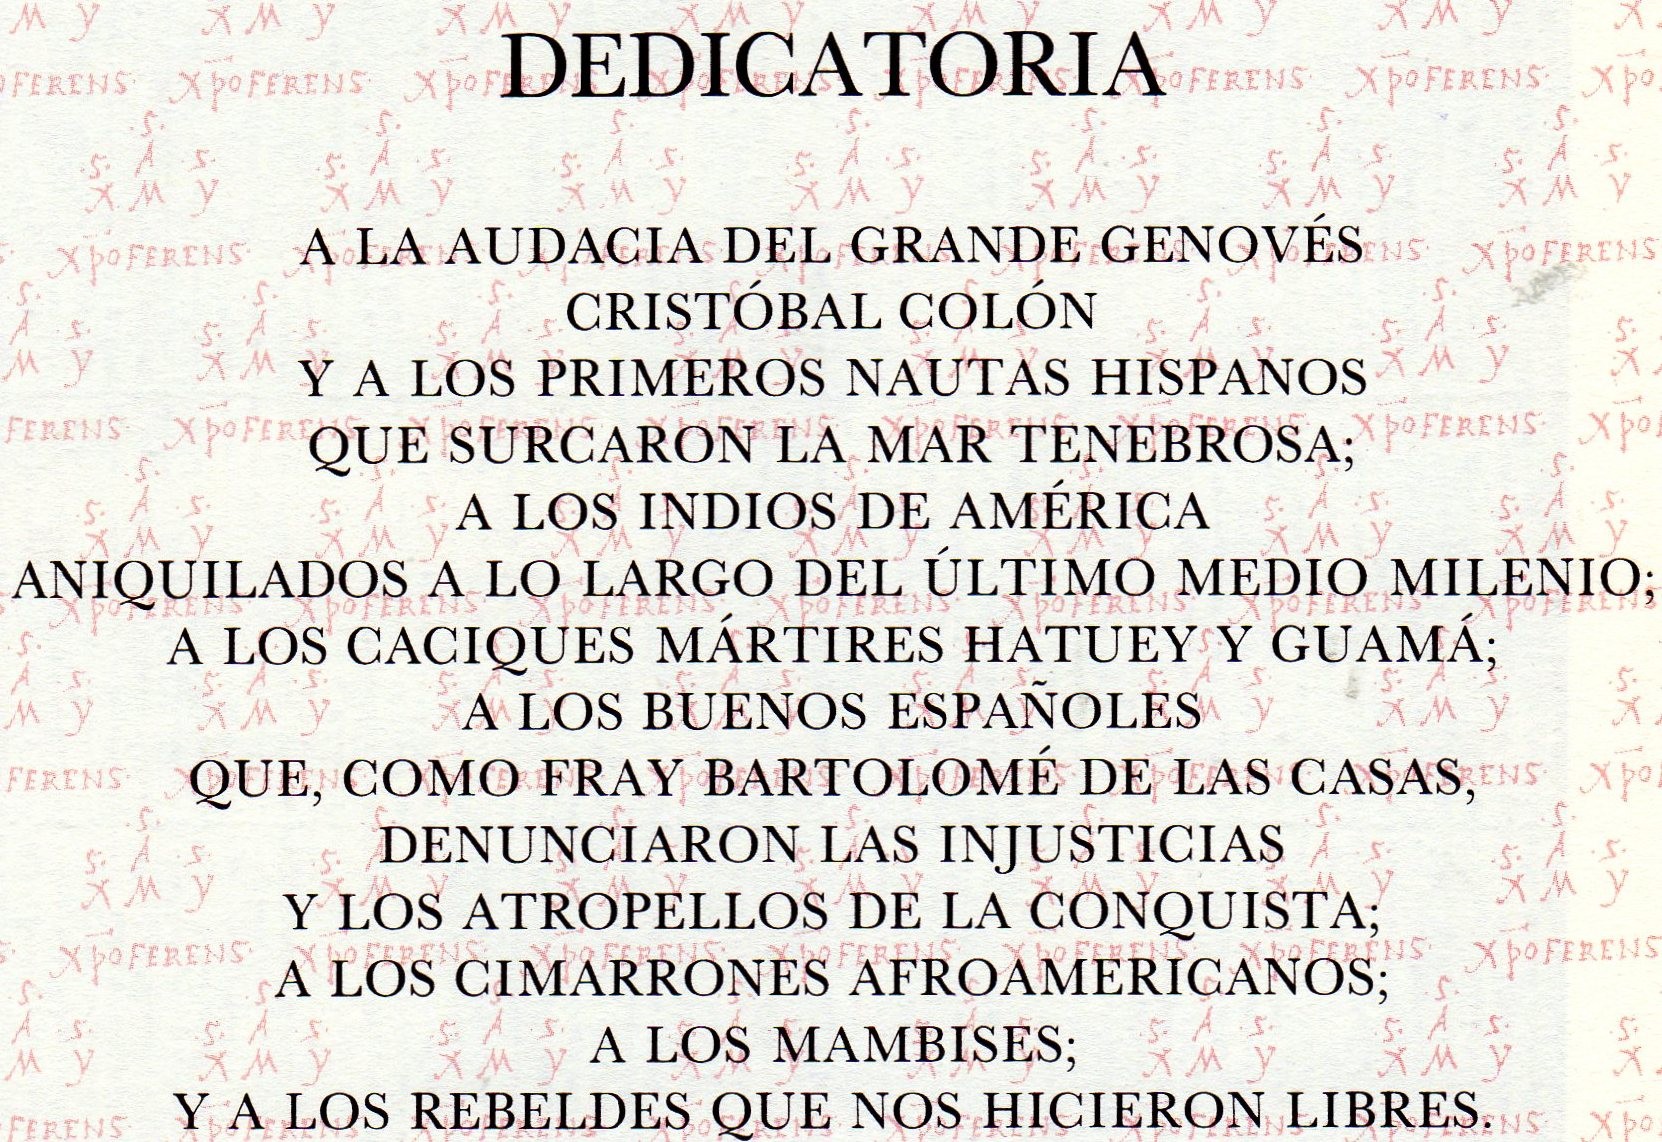 DEDICATORIA
A LA AUDACIA DEL GRANDE GENOVÉS
CRISTÓBAL COLÓN
Y A LOS PRIMEROS NAUTAS HISPANOS
QUE SURCARON LA MAR TENEBROSA;
A LOS INDIOS DE AMÉRICA
ANIQUILADOS A LO LARGO DEL ÚLTIMO MEDIO MILENIO;
A LOS CACIQUES MÁRTIRES HATUEY Y GUAMÁ;
A LOS BUENOS ESPAÑOLES
QUE, COMO FRAY BARTOLOMÉ DE LAS CASAS,
DENUNCIARON LAS INJUSTICIAS
Y LOS ATROPELLOS DE LA CONQUISTA;
A LOS CIMARRONES AFROAMERICANOS;
A LOS MAMBISES;
Y A LOS REBELDES QUE NOS HICIERON LIBRES.